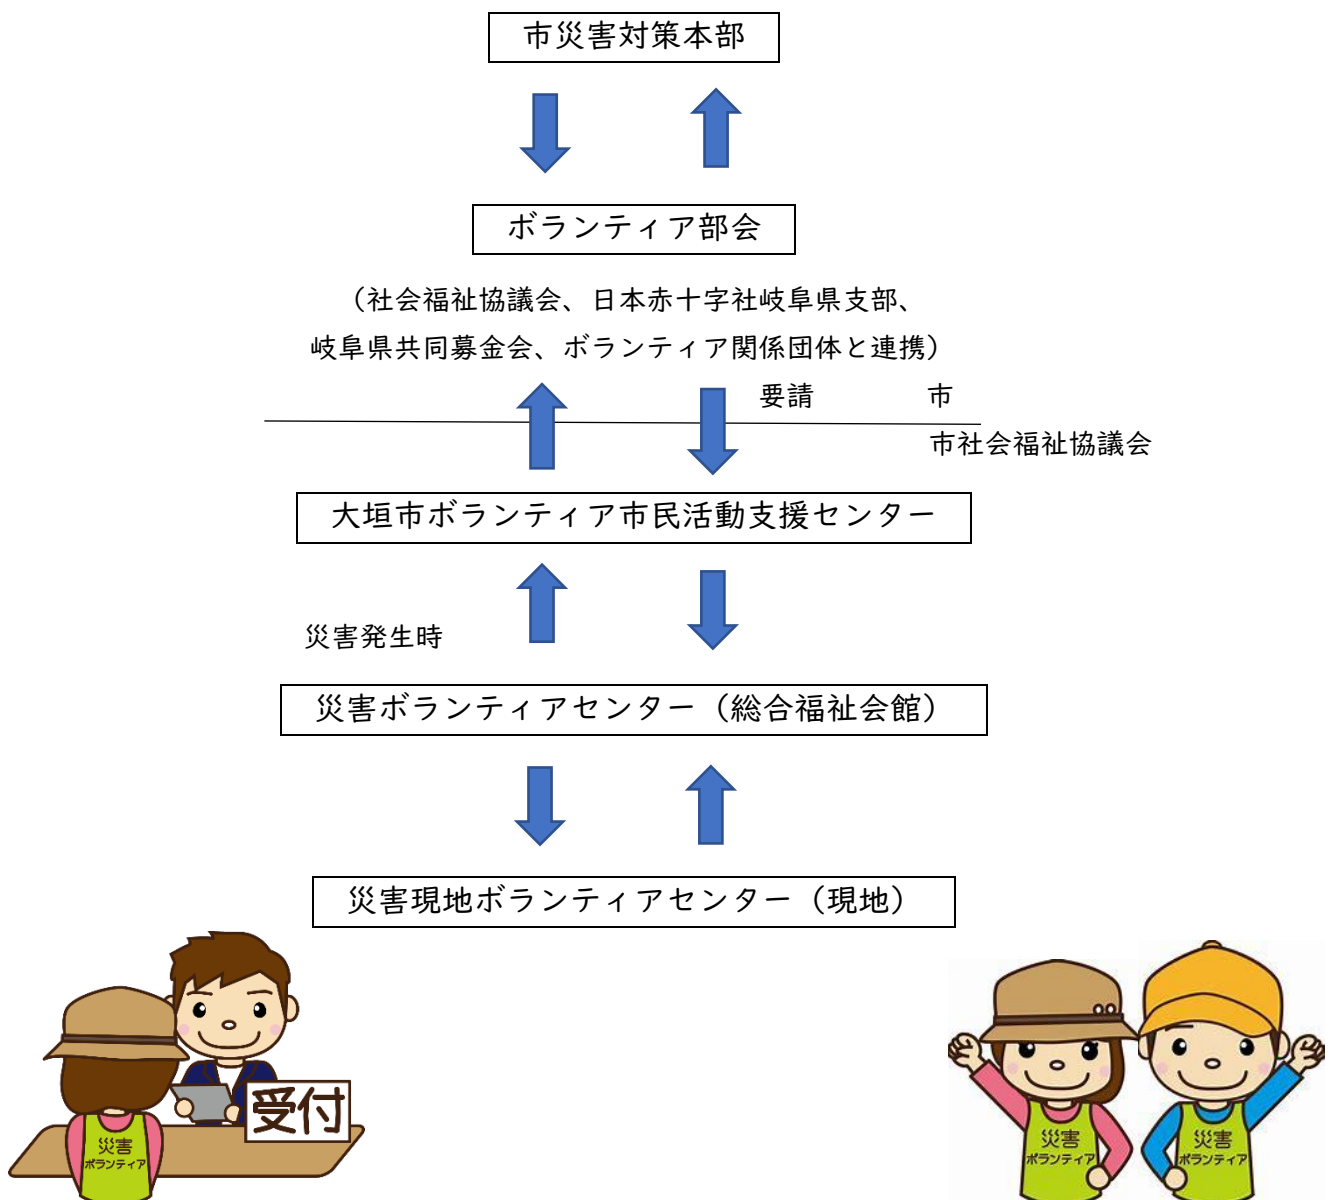 市災害対策本部
ボランティア部会
（社会福祉協議会、日本赤十字社岐阜県支部、
岐阜県共同募金会、ボランティア関係団体と連携）
要請　市
市社会福祉協議会
大垣市ボランティア市民活動支援センター
災害発生時
災害ボランティアセンター（総合福祉会館）
災害現地ボランティアセンター（現地）
受付
災害
ボランティア
災害
ボランティア
災害
ボランティア